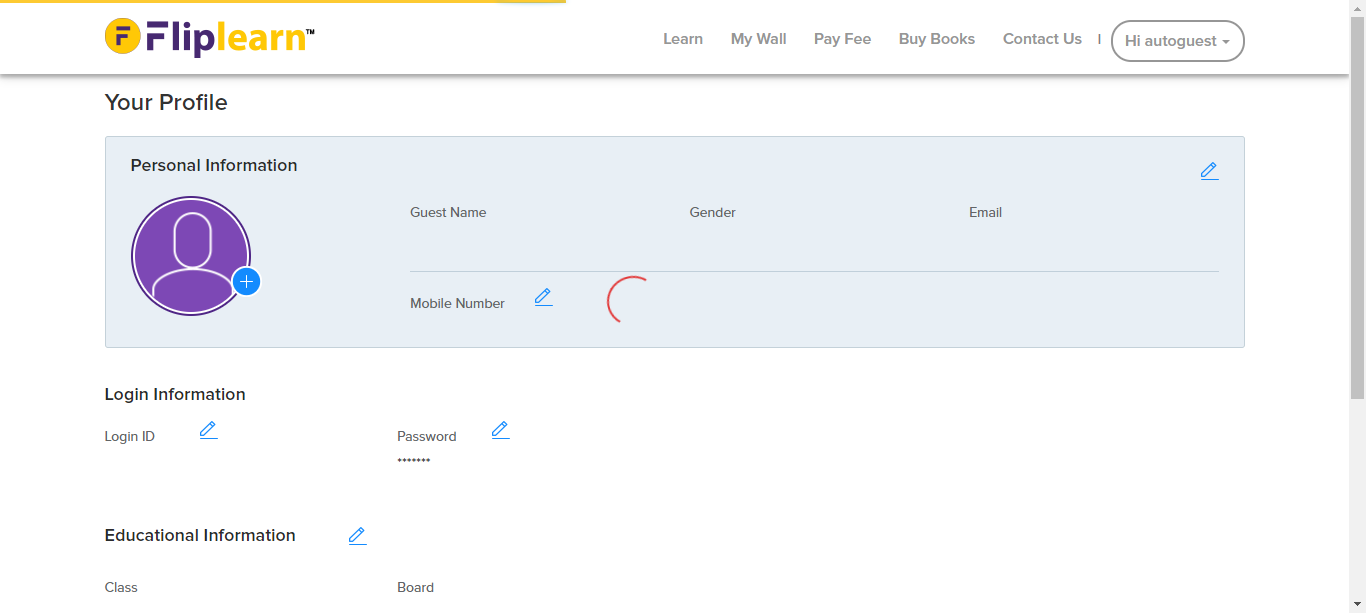 F Fliplearn™
Learn My Wall Pay Fee Buy Books Contact Us | Hi autoguest
Your Profile
Personal Information
Guest Name Gender Email
Mobile Number
Login Information
Login ID Password
*******
Educational Information
Class Board